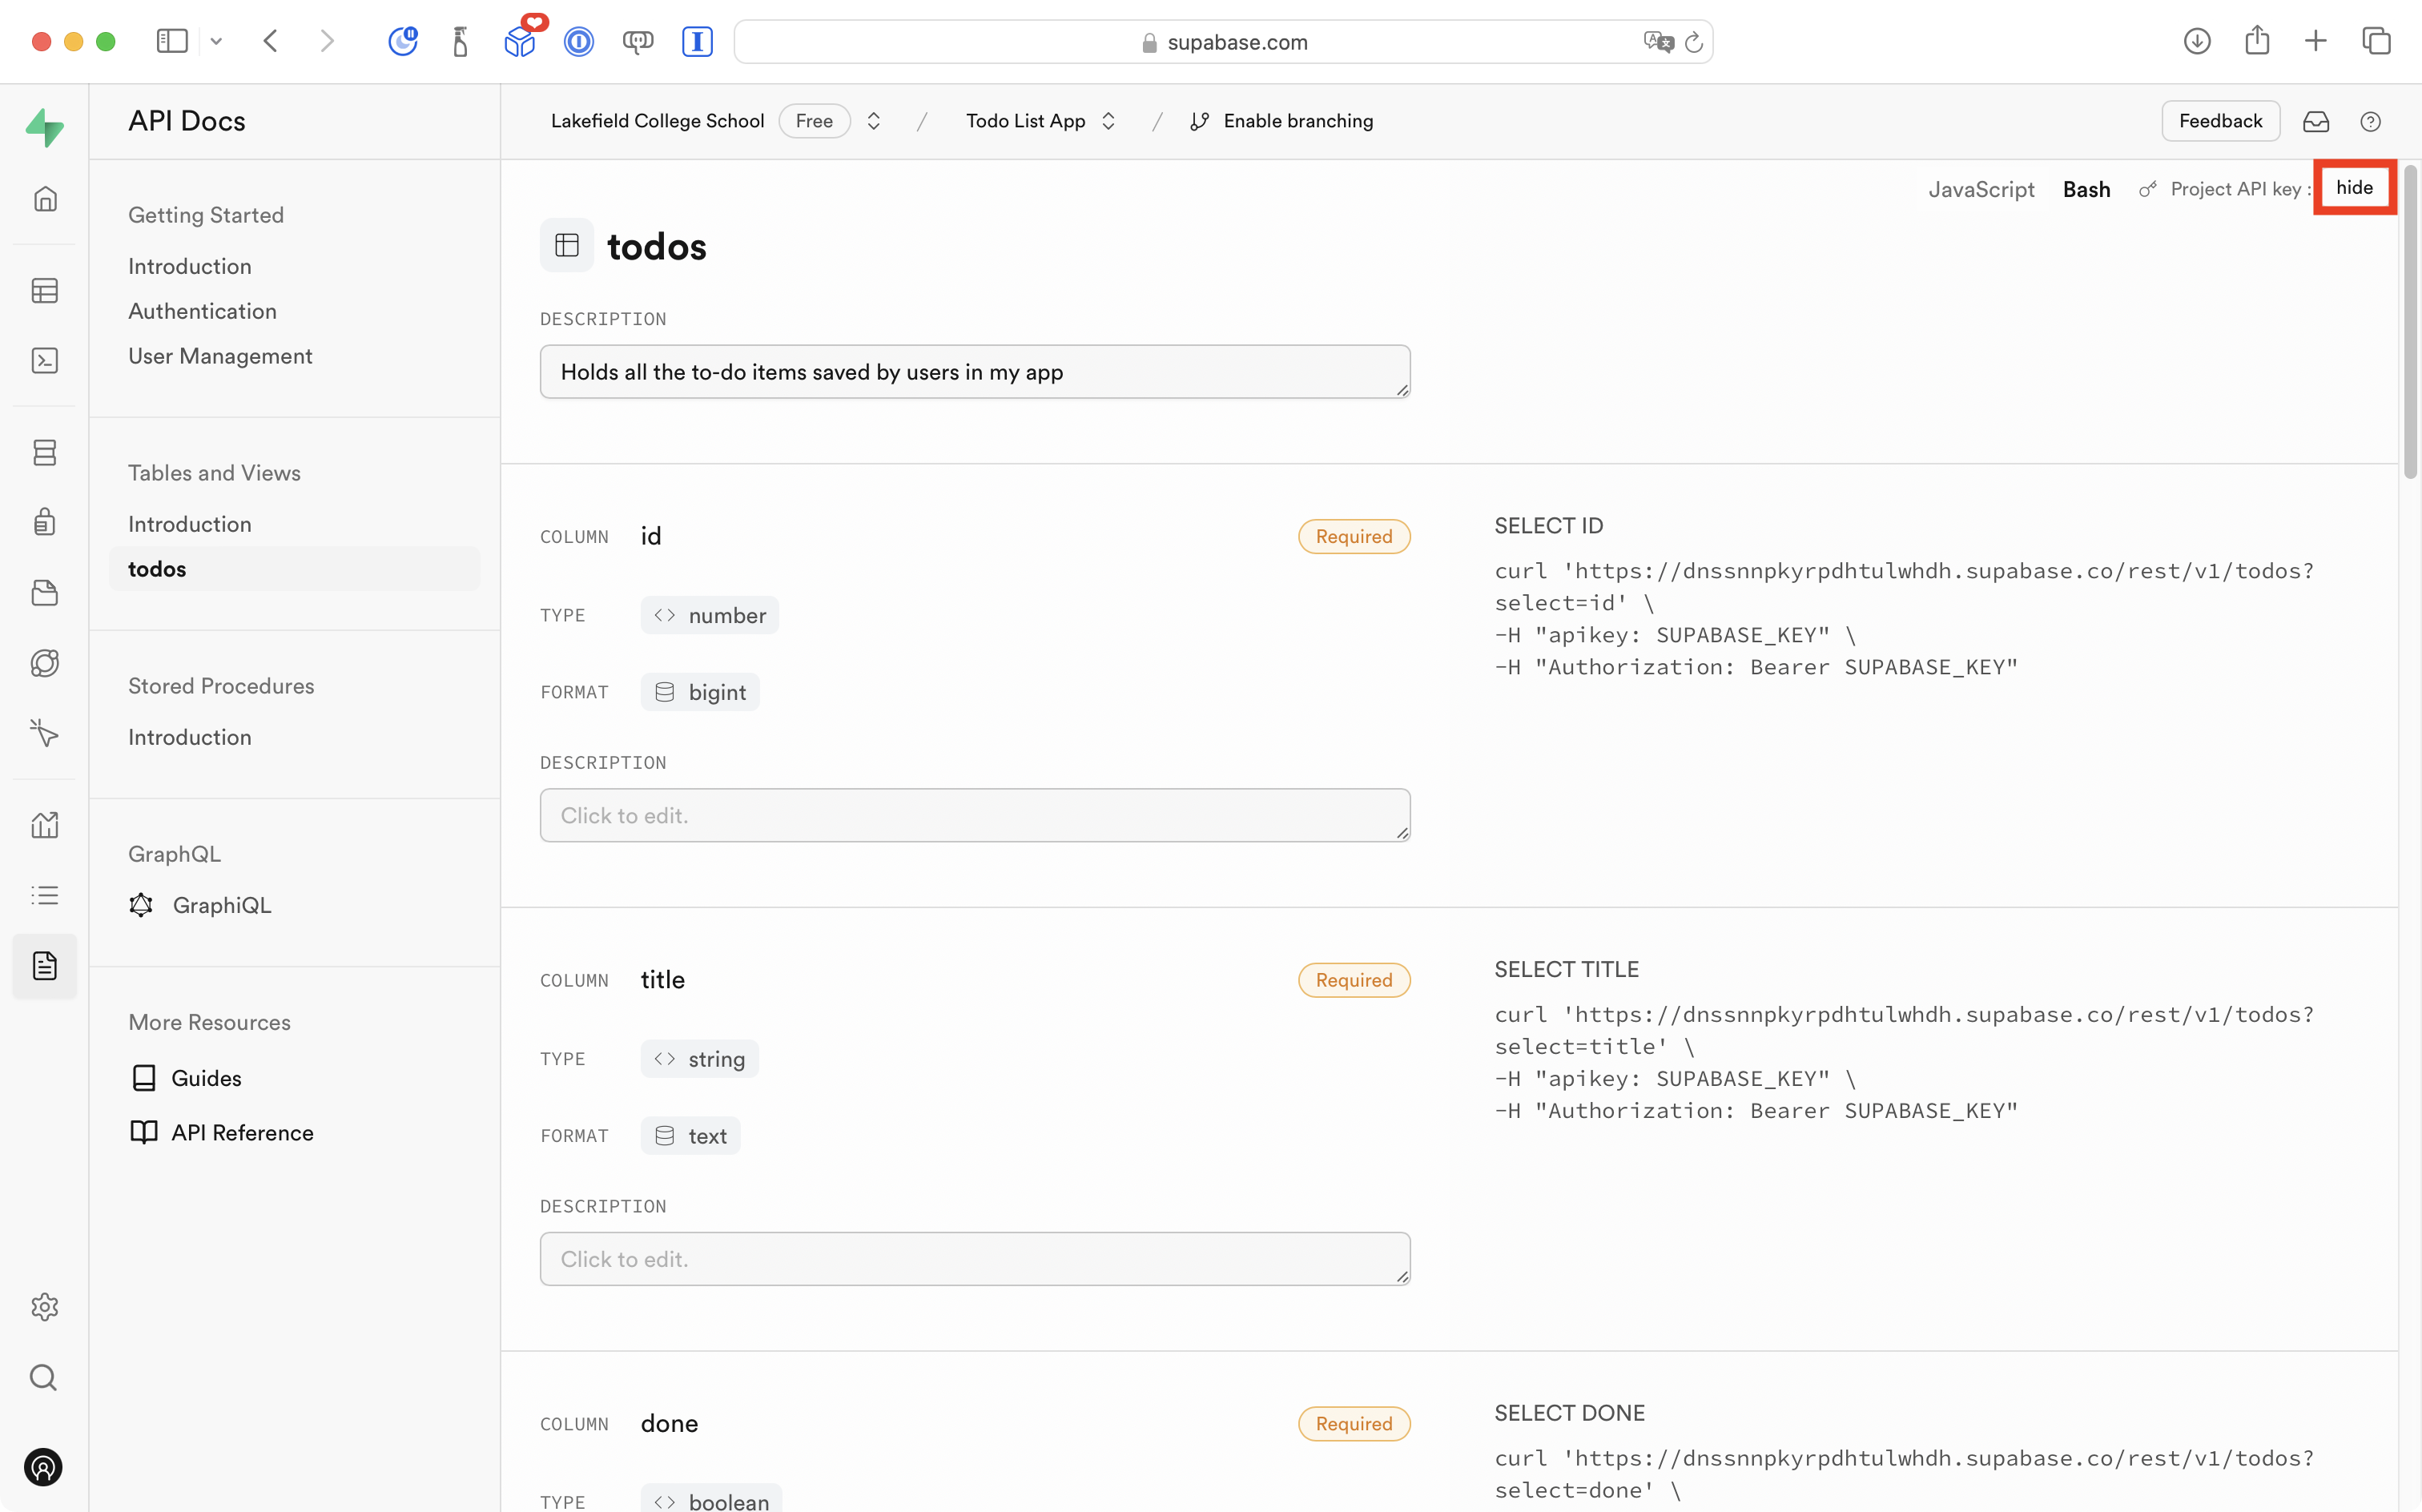 supabase.com
API Docs
Lakefield College School Free / Todo List App / Enable branching
Feedback
JavaScript Bash Project API key : hide
Getting Started
Introduction
Authentication
User Management
Tables and Views
Introduction
todos
Stored Procedures
Introduction
GraphQL
GraphiQL
More Resources
Guides
API Reference
todos
DESCRIPTION
Holds all the to-do items saved by users in my app
COLUMN id Required
TYPE <> number
FORMAT bigint
DESCRIPTION
Click to edit.
SELECT ID
curl 'https://dnssnnpkyrpdhtulwhdh.supabase.co/rest/v1/todos?
select=id' \
-H "apikey: SUPABASE_KEY" \
-H "Authorization: Bearer SUPABASE_KEY"
COLUMN title Required
TYPE <> string
FORMAT text
DESCRIPTION
Click to edit.
SELECT TITLE
curl 'https://dnssnnpkyrpdhtulwhdh.supabase.co/rest/v1/todos?
select=title' \
-H "apikey: SUPABASE_KEY" \
-H "Authorization: Bearer SUPABASE_KEY"
COLUMN done Required
TYPE <> boolean
SELECT DONE
curl 'https://dnssnnpkyrpdhtulwhdh.supabase.co/rest/v1/todos?
select=done' \